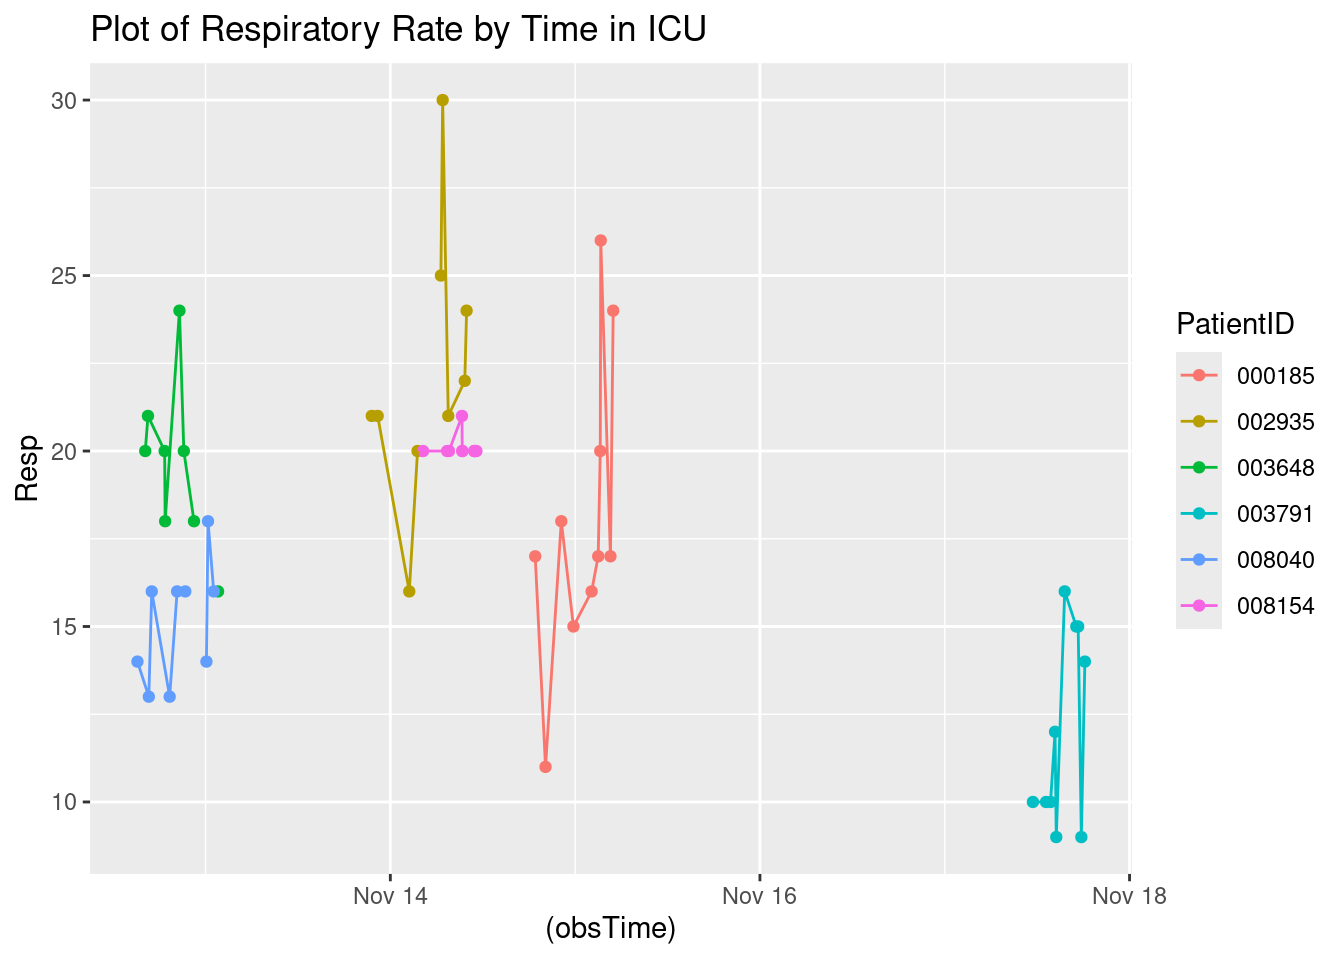 Plot of Respiratory Rate by Time in ICU
30
25
20
15
10
Resp
Nov 14
Nov 16
Nov 18
(obsTime)
PatientID
000185
002935
003648
003791
008040
008154